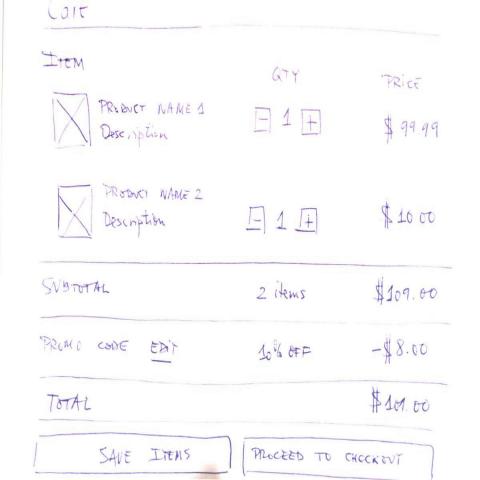 ITEM
QTY PRICE
PRODUCT NAME 1
Description
- 1 +
$ 99.99
PRODUCT NAME 2
Description
- 1 +
$ 10.00
SUBTOTAL 2 items $109.00
PROMO CODE EDIT 10% OFF -$8.00
TOTAL $101.00
SAVE ITEMS PROCEED TO CHECKOUT